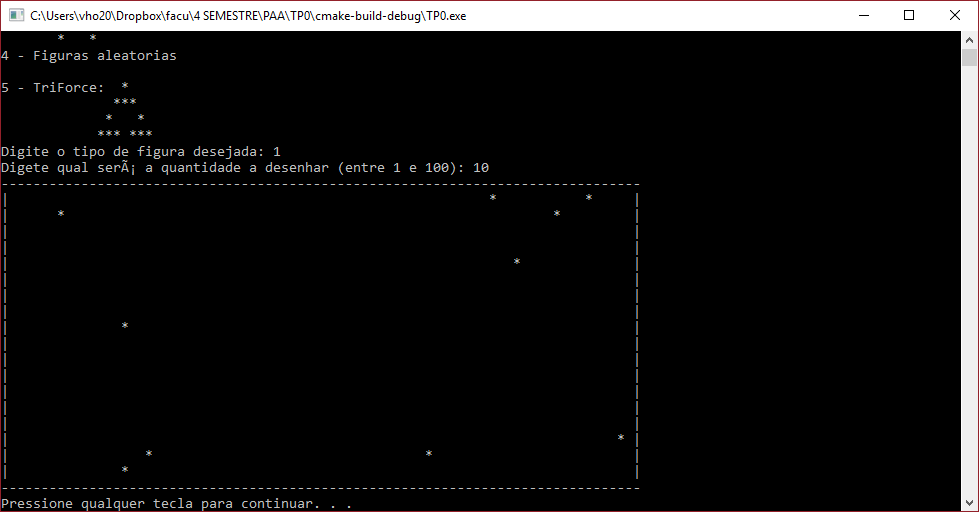 C:\Users\vho20\Dropbox\facu\4 SEMESTRE\PAA\TP0\cmake-build-debug\TP0.exe
* *
4 - Figuras aleatorias
5 - TriForce: *
***
* *
*** ***
Digite o tipo de figura desejada: 1
Digete qual serÃ¡ a quantidade a desenhar (entre 1 e 100): 10
--------------------------------------------------------------------------------
| * * |
| * * |
| |
| |
| * |
| |
| |
| |
| * |
| |
| |
| |
| |
| |
| |
| * |
| * * |
| * |
--------------------------------------------------------------------------------
Pressione qualquer tecla para continuar. . .